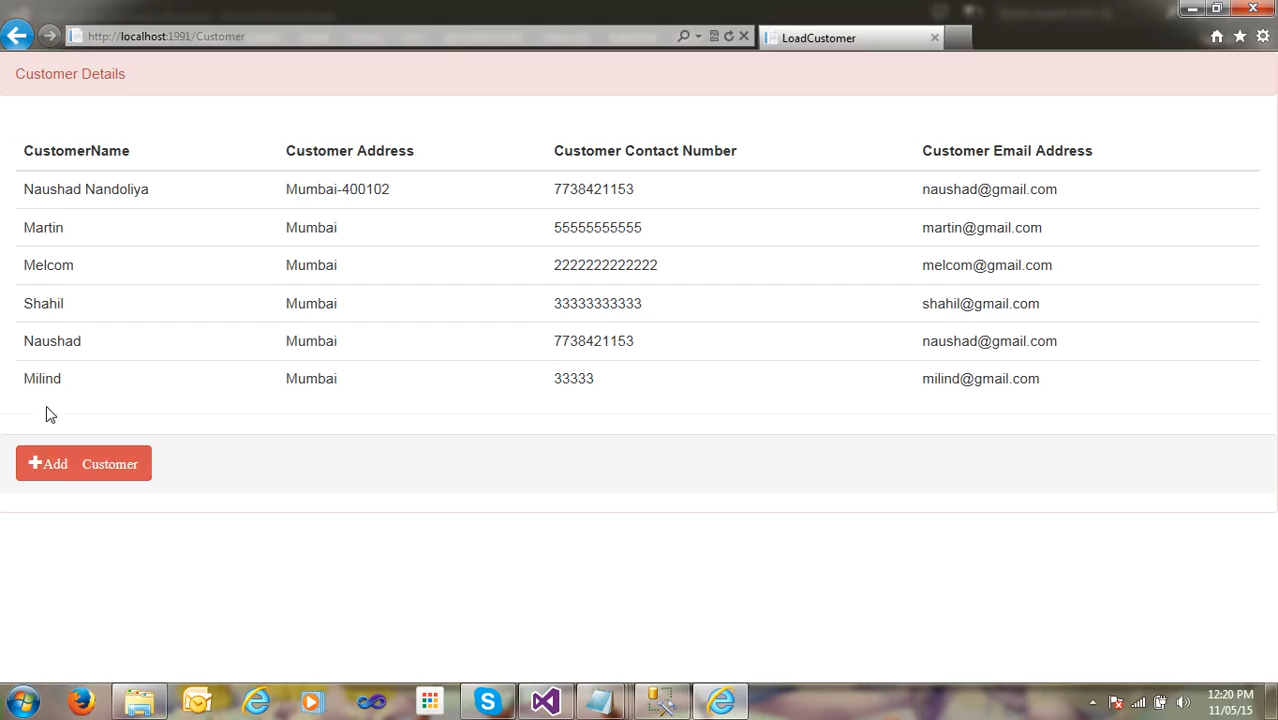 http://localhost:1991/Customer
LoadCustomer
Customer Details
CustomerName Customer Address Customer Contact Number Customer Email Address
Naushad Nandoliya Mumbai-400102 7738421153 naushad@gmail.com
Martin Mumbai 55555555555 martin@gmail.com
Melcom Mumbai 2222222222222 melcom@gmail.com
Shahil Mumbai 33333333333 shahil@gmail.com
Naushad Mumbai 7738421153 naushad@gmail.com
Milind Mumbai 33333 milind@gmail.com
Add Customer
12:20 PM
11/05/15